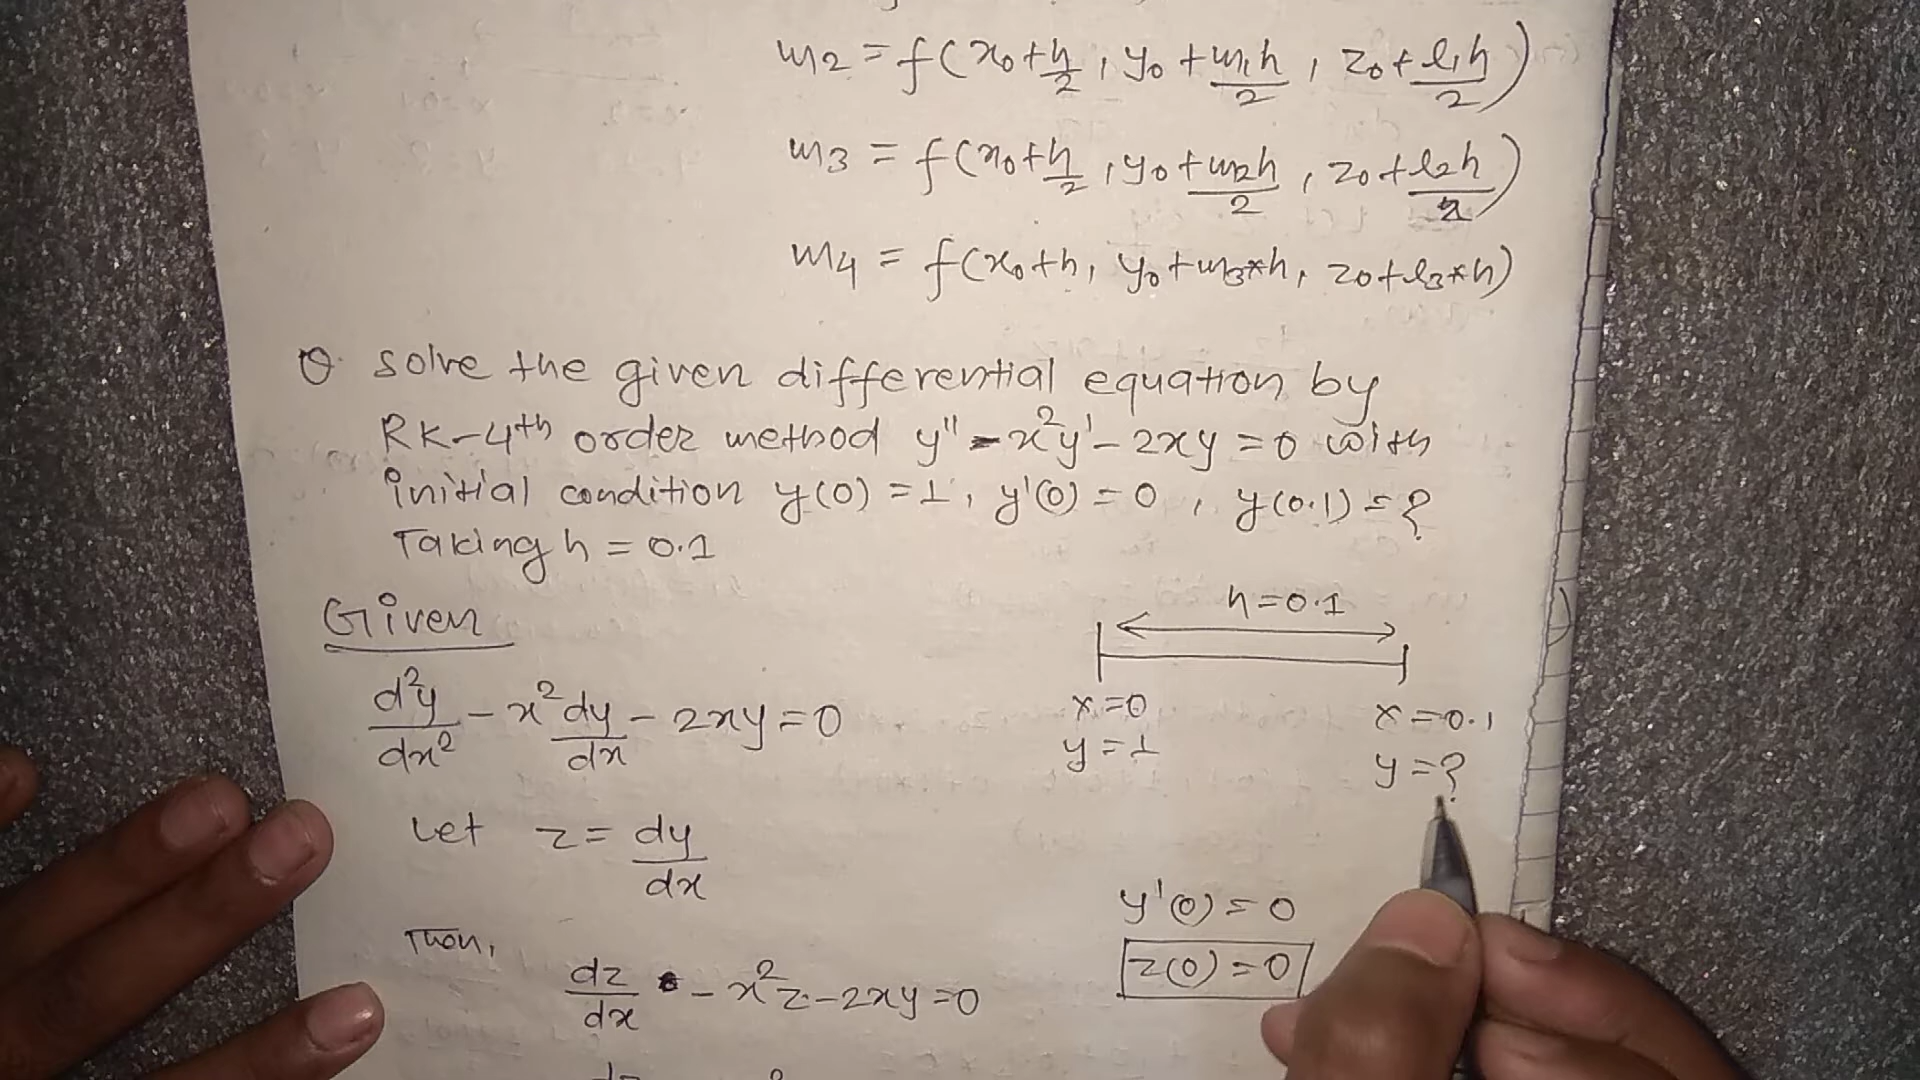 m2 = f(x0+h/2, y0+m1h/2, z0+l1h/2)
m3 = f(x0+h/2, y0+m2h/2, z0+l2h/2)
m4 = f(x0+h, y0+m3*h, z0+l3*h)
Q. solve the given differential equation by
RK-4th order method y'' - x²y' - 2xy = 0 with
initial condition y(0) = 1, y'(0) = 0, y(0.1) = ?
Taking h = 0.1
Given
h=0.1
d²y/dx² - x² dy/dx - 2xy = 0
x=0
y=1
x=0.1
y=?
Let z = dy/dx
y'(0) = 0
z(0) = 0
Then,
dz/dx - x²z - 2xy = 0